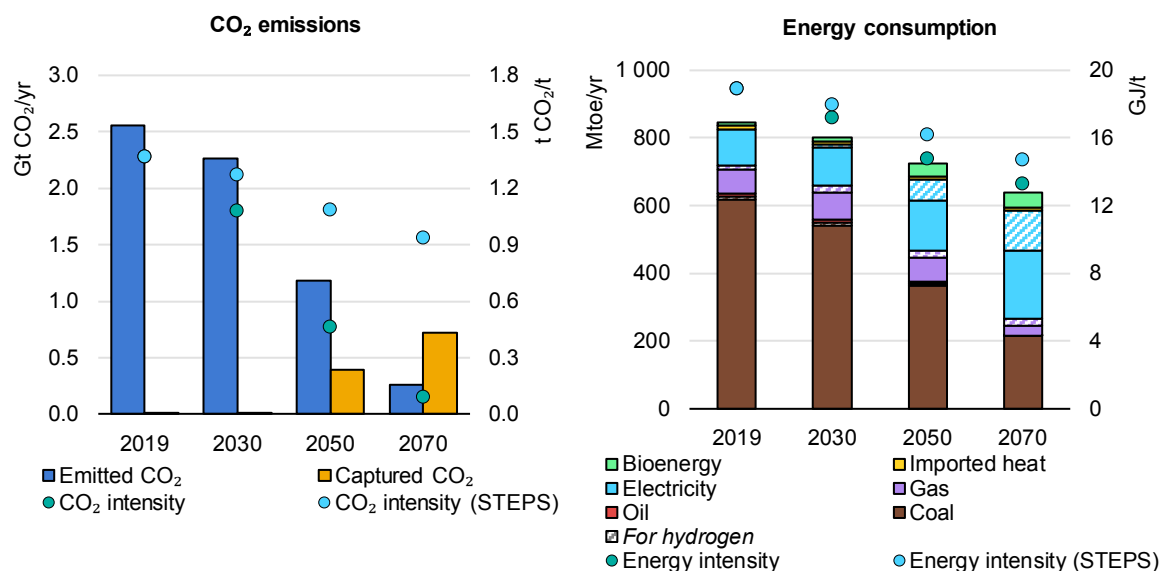 CO₂ emissions
Gt CO₂/yr
3.0
2.5
2.0
1.5
1.0
0.5
0.0
1.8
1.5
1.2
0.9
0.6
0.3
0.0
t CO₂/t
2019 2030 2050 2070
Emitted CO₂ Captured CO₂
CO₂ intensity CO₂ intensity (STEPS)
Energy consumption
Mtoe/yr
1 000
800
600
400
200
0
20
16
12
8
4
0
GJ/t
2019 2030 2050 2070
Bioenergy Imported heat
Electricity Gas
Oil Coal
For hydrogen
Energy intensity Energy intensity (STEPS)